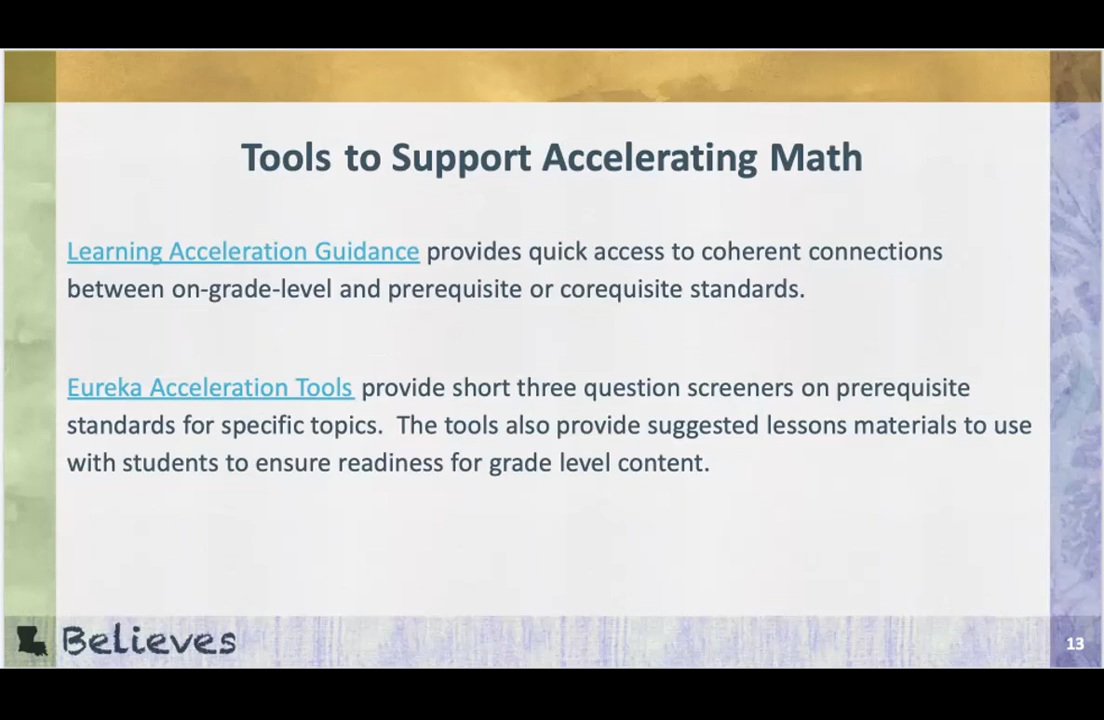 Tools to Support Accelerating Math
Learning Acceleration Guidance provides quick access to coherent connections
between on-grade-level and prerequisite or corequisite standards.
Eureka Acceleration Tools provide short three question screeners on prerequisite
standards for specific topics.  The tools also provide suggested lessons materials to use
with students to ensure readiness for grade level content.
Believes
13